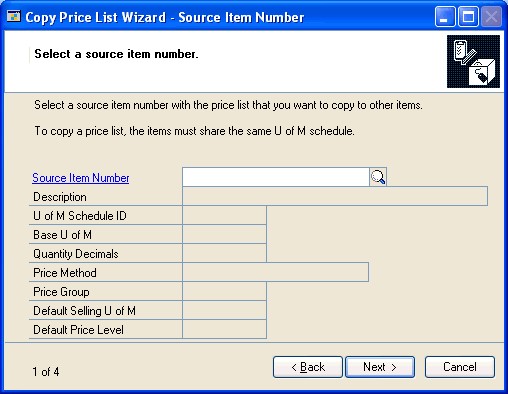 Copy Price List Wizard - Source Item Number
Select a source item number.
Select a source item number with the price list that you want to copy to other items.
To copy a price list, the items must share the same U of M schedule.
Source Item Number
Description
U of M Schedule ID
Base U of M
Quantity Decimals
Price Method
Price Group
Default Selling U of M
Default Price Level
1 of 4
< Back
Next >
Cancel